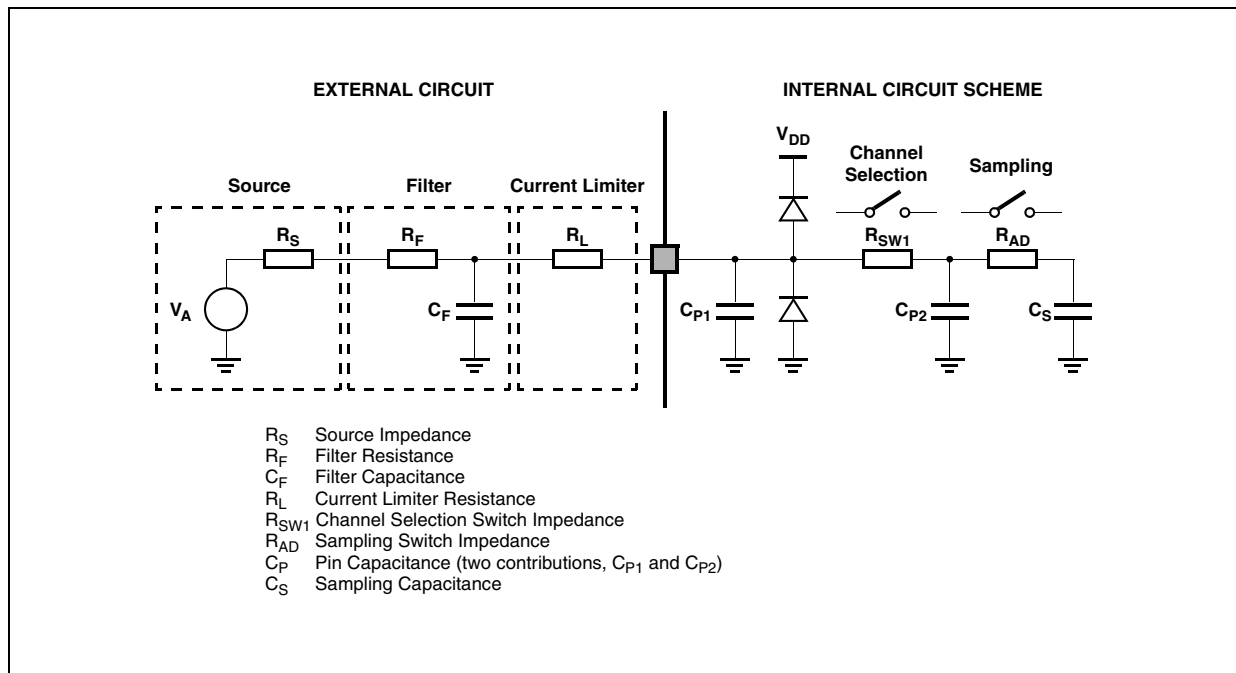 EXTERNAL CIRCUIT
INTERNAL CIRCUIT SCHEME
VDD
Channel
Selection
Sampling
Source
Filter
Current Limiter
RS
RF
RL
RSW1
RAD
VA
CF
CP1
CP2
CS
RS Source Impedance
RF Filter Resistance
CF Filter Capacitance
RL Current Limiter Resistance
RSW1 Channel Selection Switch Impedance
RAD Sampling Switch Impedance
CP Pin Capacitance (two contributions, CP1 and CP2)
CS Sampling Capacitance